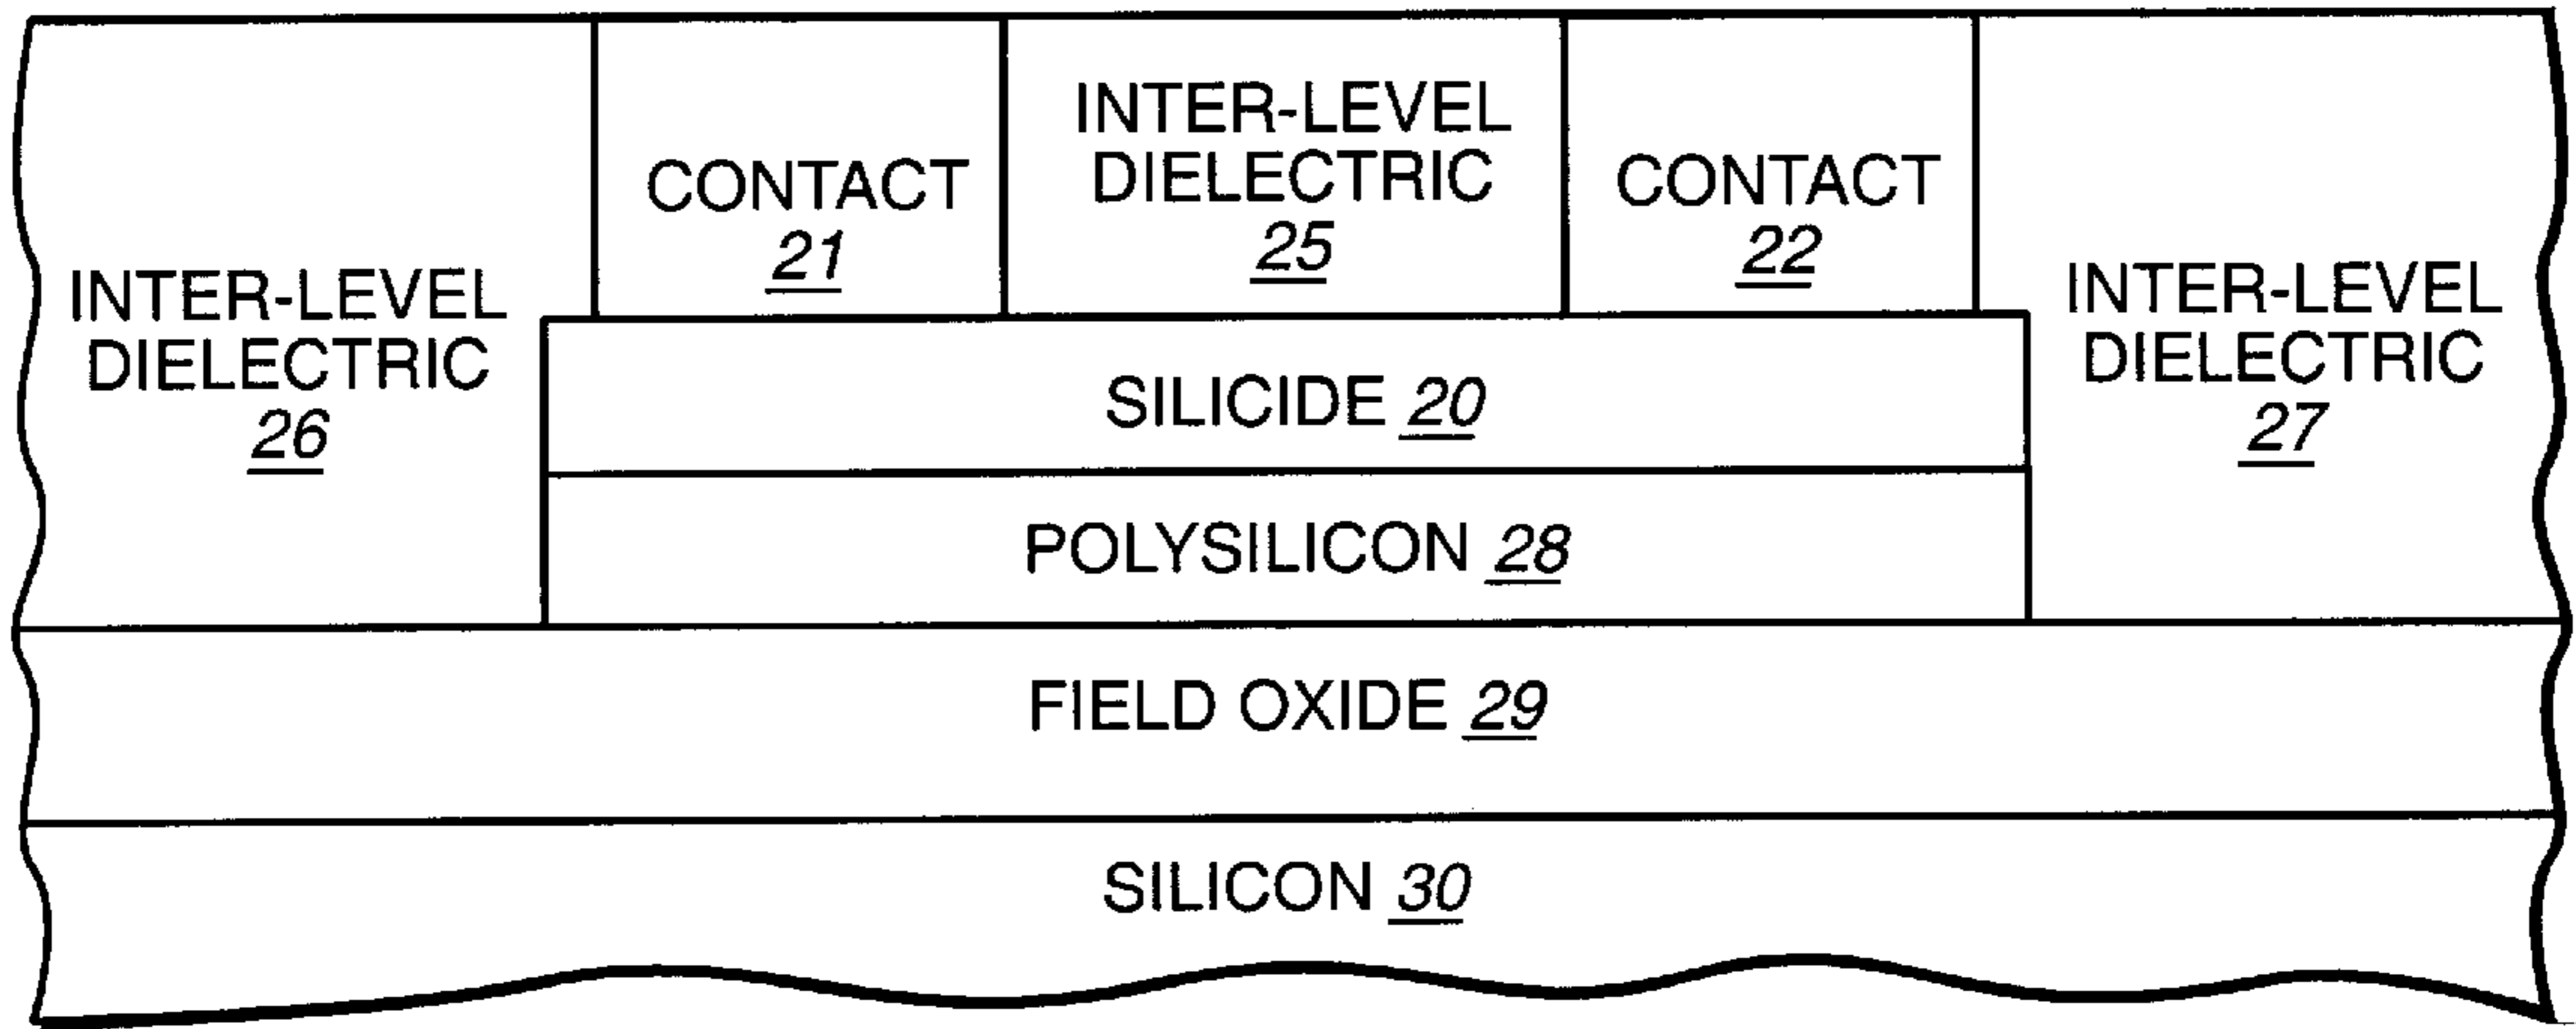 INTER-LEVEL
DIELECTRIC
26
CONTACT
21
INTER-LEVEL
DIELECTRIC
25
CONTACT
22
INTER-LEVEL
DIELECTRIC
27
SILICIDE 20
POLYSILICON 28
FIELD OXIDE 29
SILICON 30